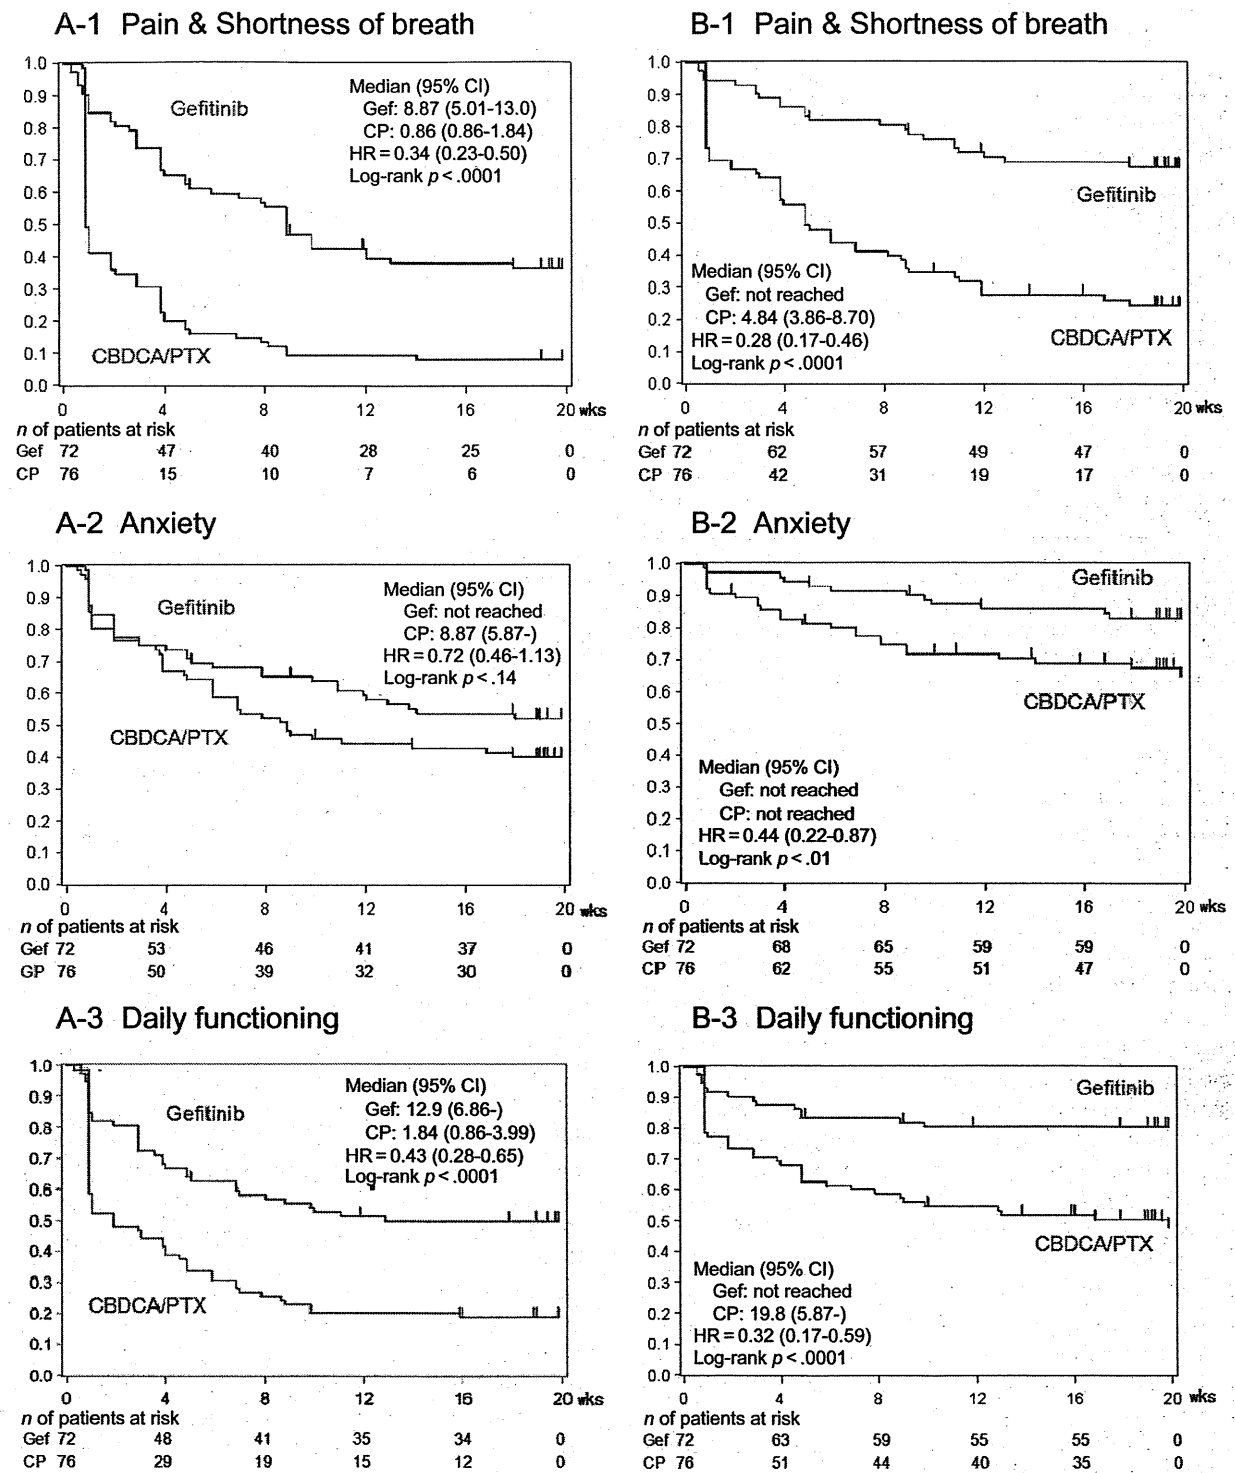 A-1 Pain & Shortness of breath
1.0
0.9
0.8
0.7
0.6
0.5
0.4
0.3
0.2
0.1
0.0
Gefitinib
Median (95% CI)
Gef: 8.87 (5.01-13.0)
CP: 0.86 (0.86-1.84)
HR = 0.34 (0.23-0.50)
Log-rank p < .0001
CBDCA/PTX
0 4 8 12 16 20 wks
n of patients at risk
Gef 72 47 40 28 25 0
CP 76 15 10 7 6 0
B-1 Pain & Shortness of breath
1.0
0.9
0.8
0.7
0.6
0.5
0.4
0.3
0.2
0.1
0.0
Gefitinib
Median (95% CI)
Gef: not reached
CP: 4.84 (3.86-8.70)
HR = 0.28 (0.17-0.46)
Log-rank p < .0001
CBDCA/PTX
0 4 8 12 16 20 wks
n of patients at risk
Gef 72 62 57 49 47 0
CP 76 42 31 19 17 0
A-2 Anxiety
1.0
0.9
0.8
0.7
0.6
0.5
0.4
0.3
0.2
0.1
0.0
Gefitinib
Median (95% CI)
Gef: not reached
CP: 8.87 (5.87-)
HR = 0.72 (0.46-1.13)
Log-rank p < .14
CBDCA/PTX
0 4 8 12 16 20 wks
n of patients at risk
Gef 72 53 46 41 37 0
GP 76 50 39 32 30 0
B-2 Anxiety
1.0
0.9
0.8
0.7
0.6
0.5
0.4
0.3
0.2
0.1
0.0
Gefitinib
CBDCA/PTX
Median (95% CI)
Gef: not reached
CP: not reached
HR = 0.44 (0.22-0.87)
Log-rank p < .01
0 4 8 12 16 20 wks
n of patients at risk
Gef 72 68 65 59 59 0
CP 76 62 55 51 47 0
A-3 Daily functioning
1.0
0.9
0.8
0.7
0.6
0.5
0.4
0.3
0.2
0.1
0.0
Gefitinib
Median (95% CI)
Gef: 12.9 (6.86-)
CP: 1.84 (0.86-3.99)
HR = 0.43 (0.28-0.65)
Log-rank p < .0001
CBDCA/PTX
0 4 8 12 16 20 wks
n of patients at risk
Gef 72 48 41 35 34 0
CP 76 29 19 15 12 0
B-3 Daily functioning
1.0
0.9
0.8
0.7
0.6
0.5
0.4
0.3
0.2
0.1
0.0
Gefitinib
CBDCA/PTX
Median (95% CI)
Gef: not reached
CP: 19.8 (5.87-)
HR = 0.32 (0.17-0.59)
Log-rank p < .0001
0 4 8 12 16 20 wks
n of patients at risk
Gef 72 63 59 55 55 0
CP 76 51 44 40 35 0